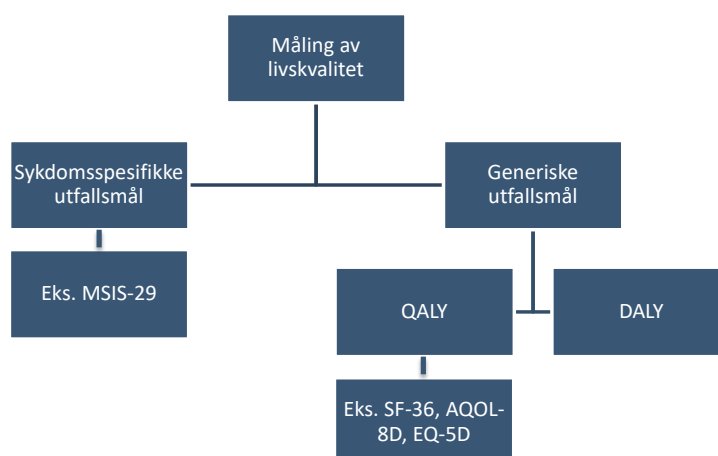 Måling av
livskvalitet
Sykdomsspesifikke
utfallsmål
Generiske
utfallsmål
Eks. MSIS-29
QALY
DALY
Eks. SF-36, AQOL-
8D, EQ-5D